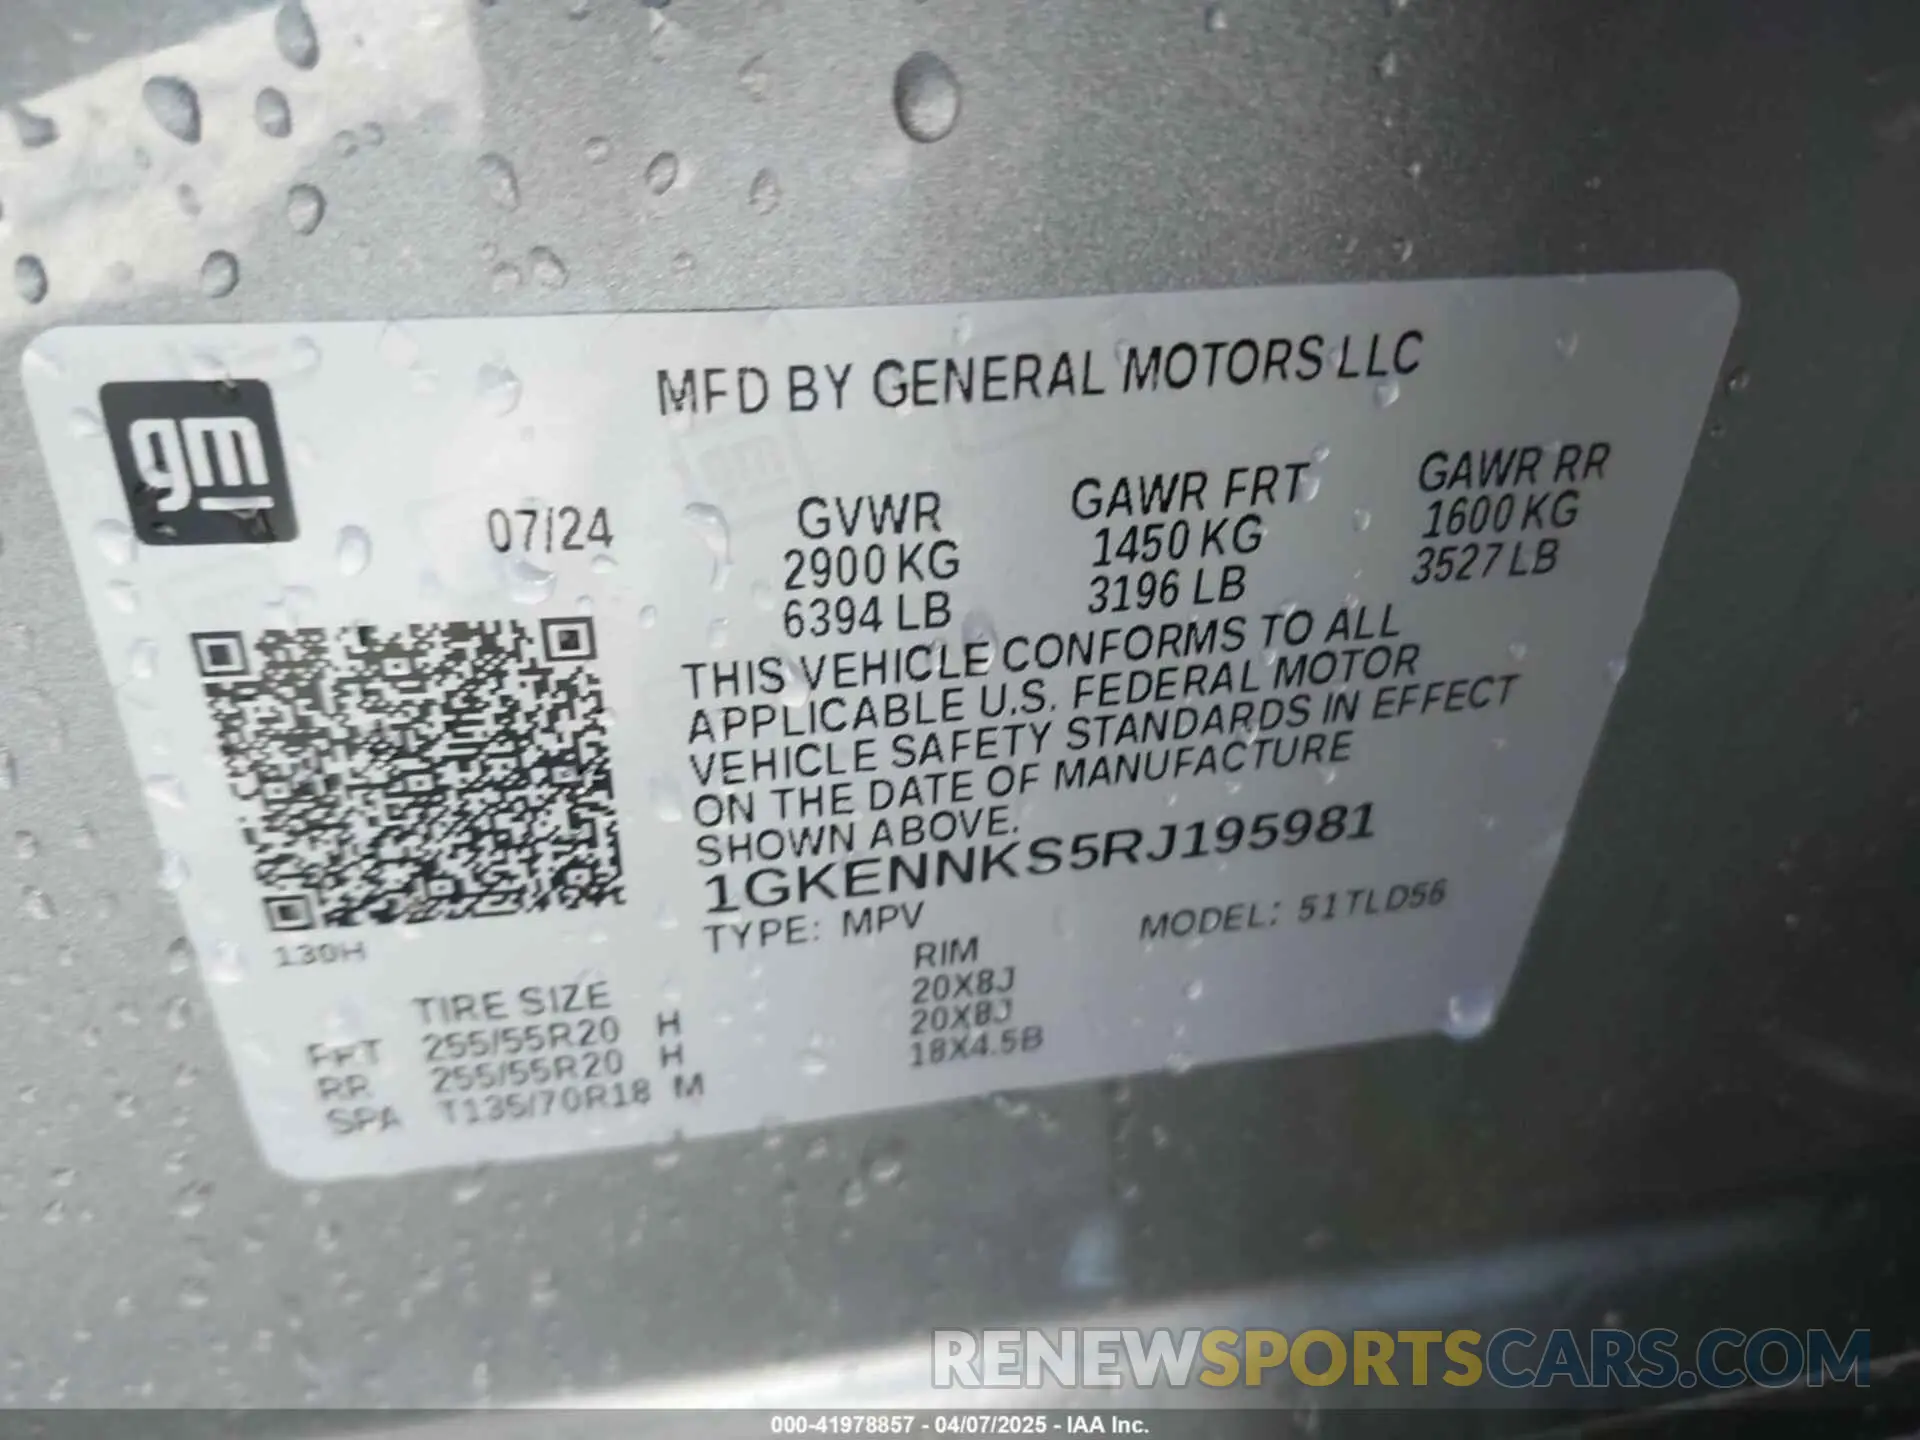 MFD BY GENERAL MOTORS LLC
gm
07/24
GVWR
2900 KG
6394 LB
GAWR FRT
1450 KG
3196 LB
GAWR RR
1600 KG
3527 LB
THIS VEHICLE CONFORMS TO ALL
APPLICABLE U.S. FEDERAL MOTOR
VEHICLE SAFETY STANDARDS IN EFFECT
ON THE DATE OF MANUFACTURE
SHOWN ABOVE.
1GKENNKS5RJ195981
TYPE: MPV
MODEL: 51TLD56
130H
TIRE SIZE RIM
FRT 255/55R20 H 20X8J
RR 255/55R20 H 20X8J
SPA T135/70R18 M 18X4.5B
RENEWSPORTSCARS.COM
000-41978857 - 04/07/2025 - IAA Inc.